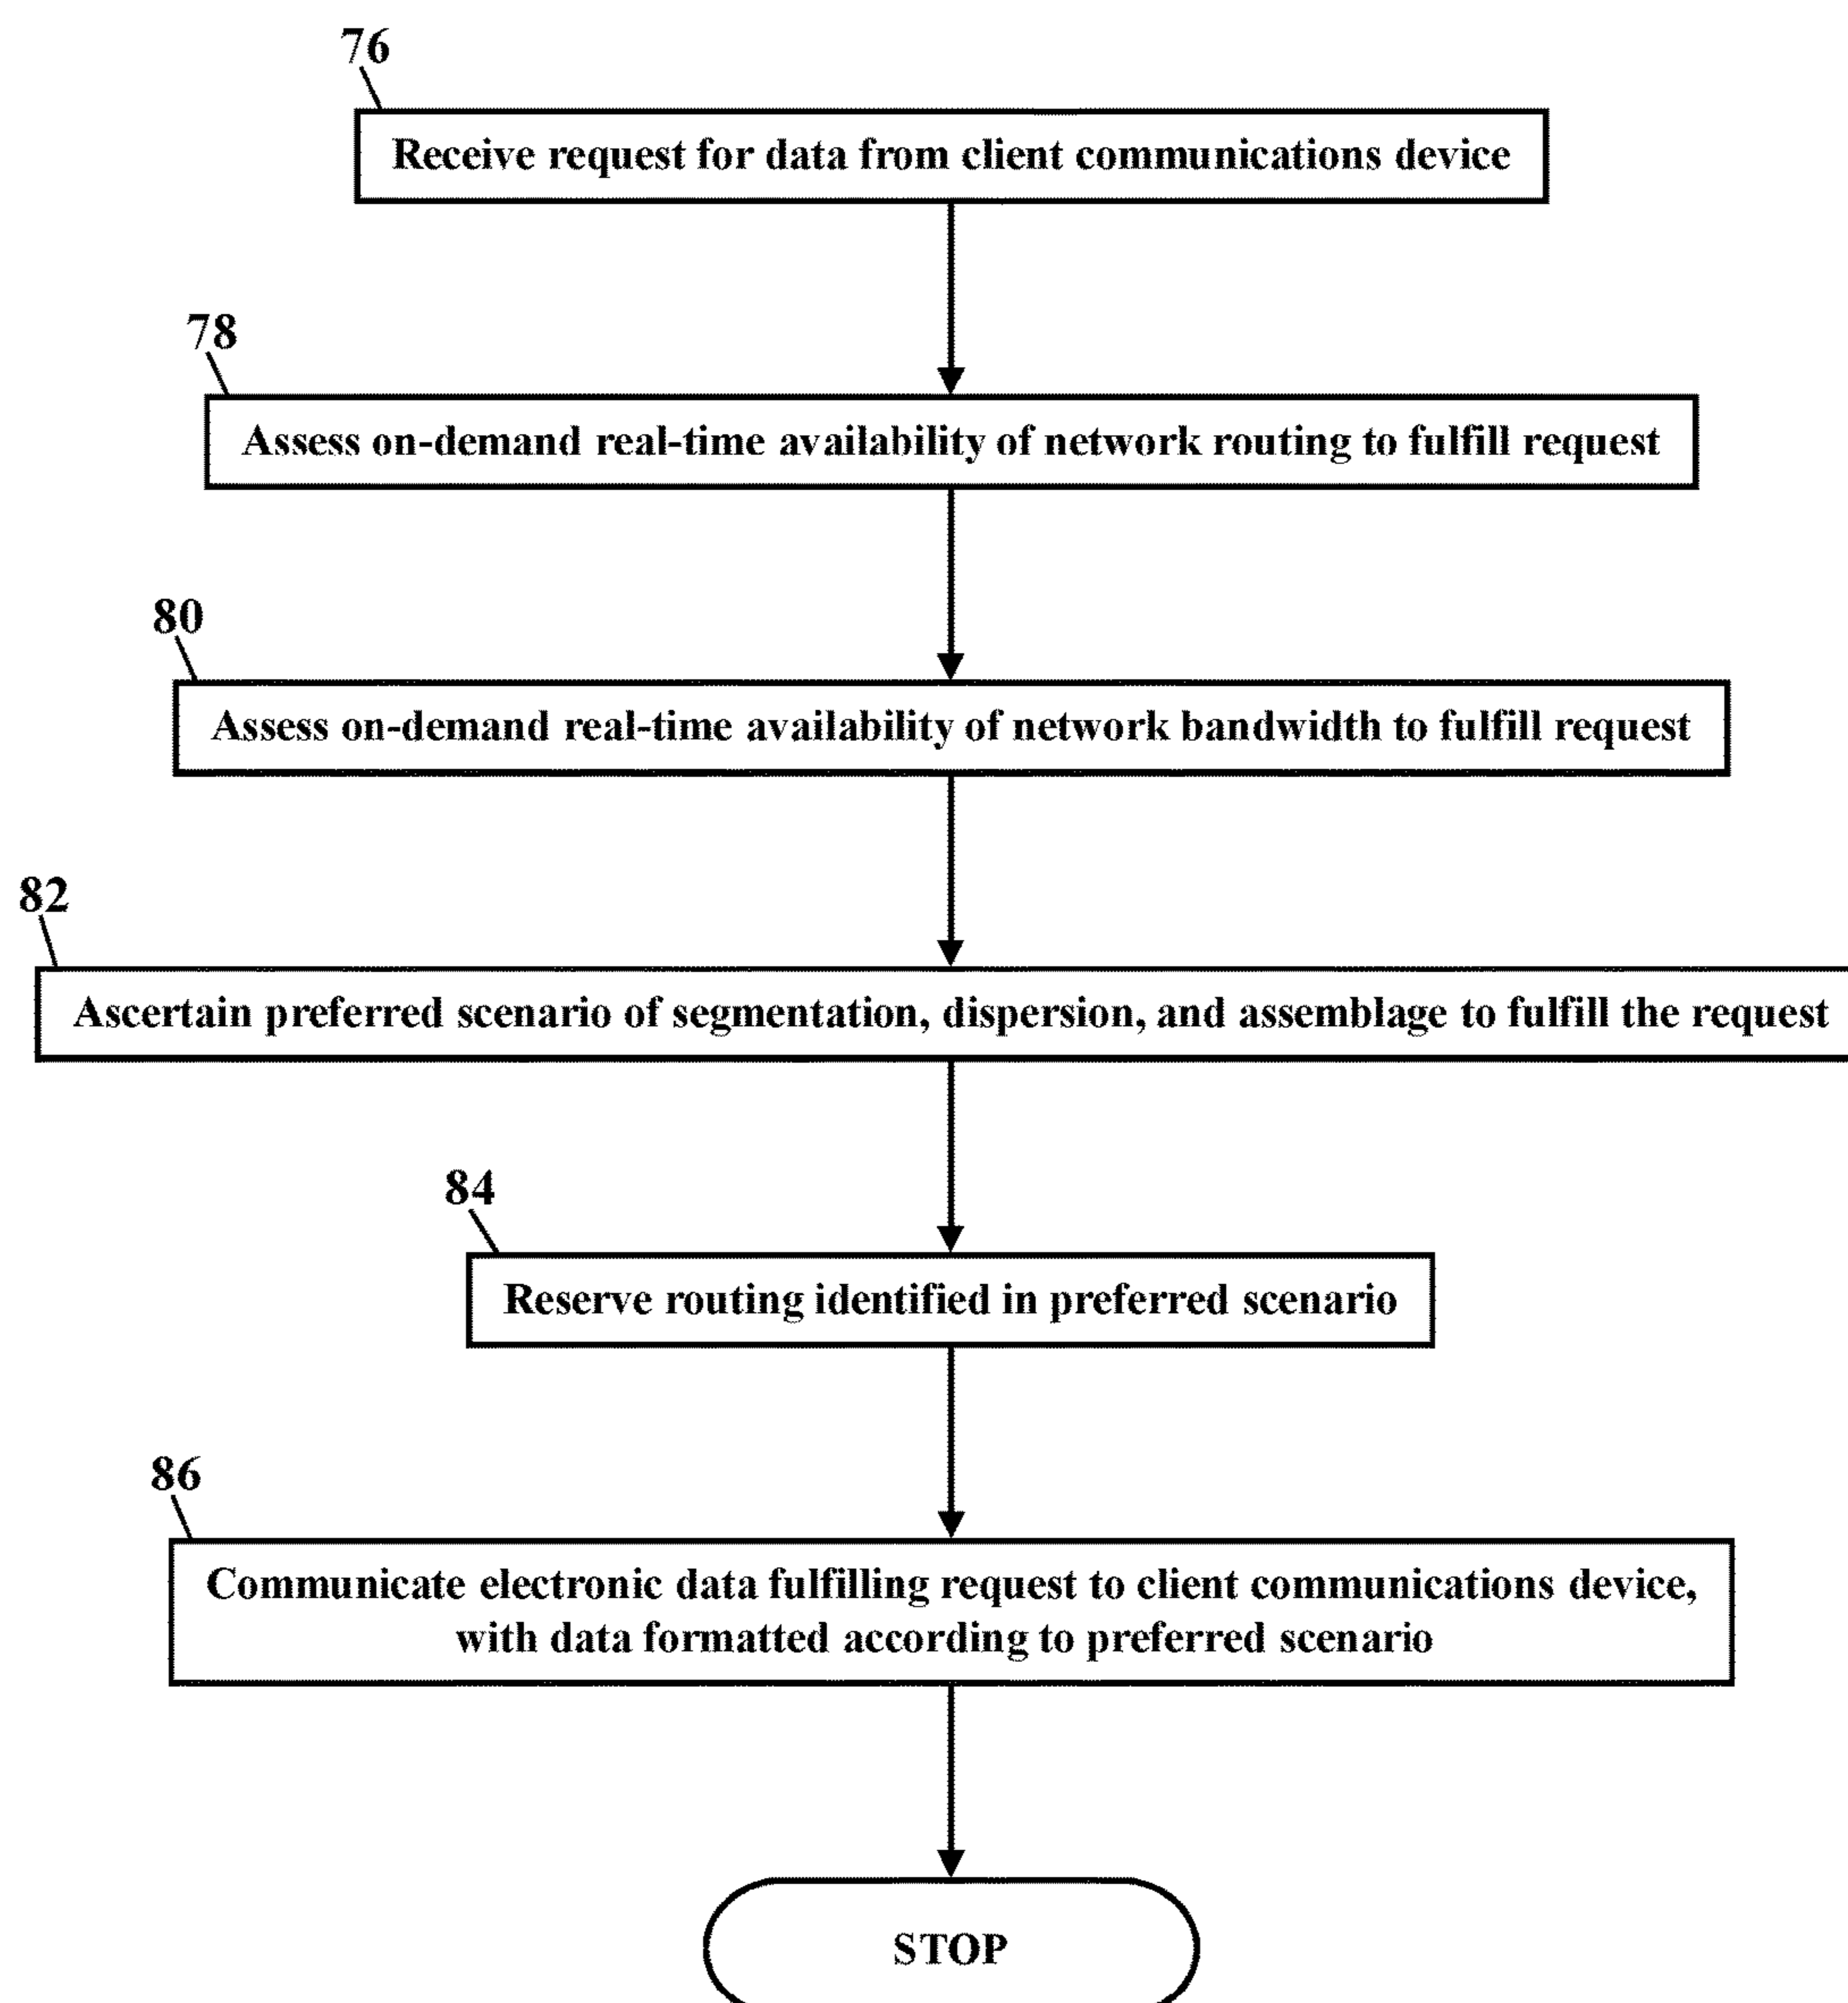 76
Receive request for data from client communications device
78
Assess on-demand real-time availability of network routing to fulfill request
80
Assess on-demand real-time availability of network bandwidth to fulfill request
82
Ascertain preferred scenario of segmentation, dispersion, and assemblage to fulfill the request
84
Reserve routing identified in preferred scenario
86
Communicate electronic data fulfilling request to client communications device,
with data formatted according to preferred scenario
STOP